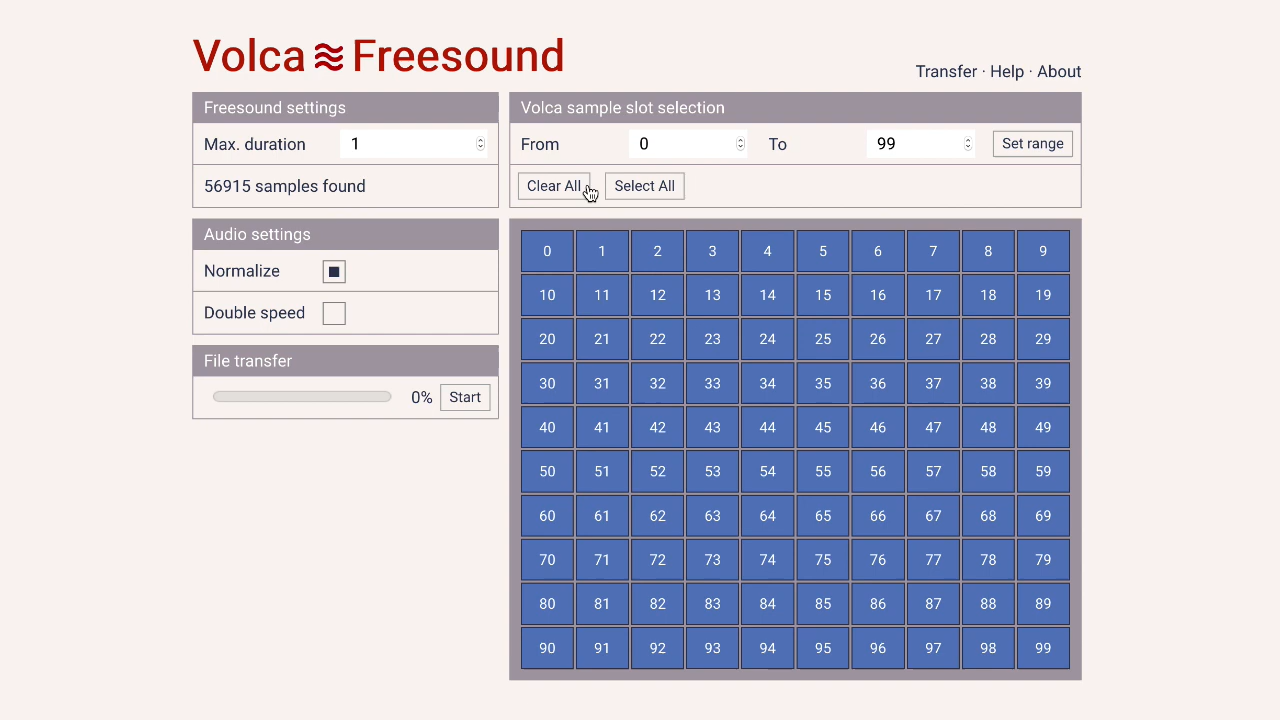 Volca Freesound
Transfer · Help · About
Freesound settings
Max. duration 1
56915 samples found
Audio settings
Normalize
Double speed
File transfer
0% Start
Volca sample slot selection
From 0 To 99 Set range
Clear All Select All
0 1 2 3 4 5 6 7 8 9
10 11 12 13 14 15 16 17 18 19
20 21 22 23 24 25 26 27 28 29
30 31 32 33 34 35 36 37 38 39
40 41 42 43 44 45 46 47 48 49
50 51 52 53 54 55 56 57 58 59
60 61 62 63 64 65 66 67 68 69
70 71 72 73 74 75 76 77 78 79
80 81 82 83 84 85 86 87 88 89
90 91 92 93 94 95 96 97 98 99